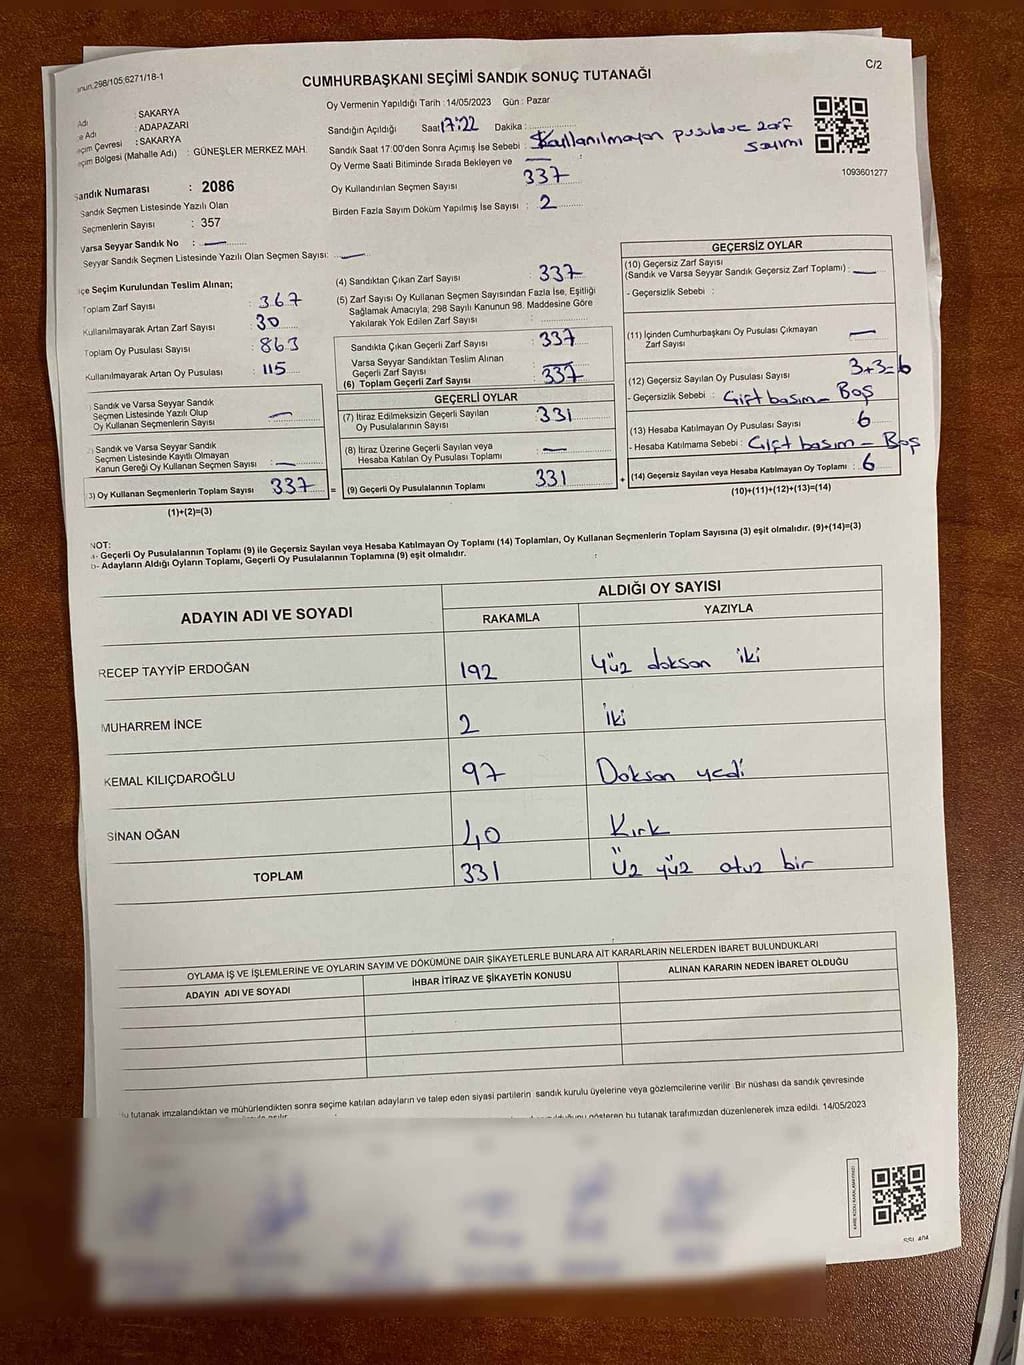 298/105;6271/18-1
C/2
CUMHURBAŞKANI SEÇİMİ SANDIK SONUÇ TUTANAĞI
Adı : SAKARYA
e Adı : ADAPAZARI
eçim Çevresi : SAKARYA
eçim Bölgesi (Mahalle Adı) : GÜNEŞLER MERKEZ MAH.
Sandık Numarası : 2086
Sandık Seçmen Listesinde Yazılı Olan
Seçmenlerin Sayısı : 357
Varsa Seyyar Sandık No : —
Seyyar Sandık Seçmen Listesinde Yazılı Olan Seçmen Sayısı: —
Oy Vermenin Yapıldığı Tarih :14/05/2023 Gün : Pazar
Sandığın Açıldığı Saat 17:22 Dakika :
Sandık Saat 17:00'den Sonra Açımış İse Sebebi : Kullanılmayan pusula ve zarf
sayımı
Oy Verme Saati Bitiminde Sırada Bekleyen ve —
Oy Kullandırılan Seçmen Sayısı 337
Birden Fazla Sayım Döküm Yapılmış İse Sayısı : 2
1093601277
lçe Seçim Kurulundan Teslim Alınan;
Toplam Zarf Sayısı : 367
Kullanılmayarak Artan Zarf Sayısı : 30
Toplam Oy Pusulası Sayısı : 863
Kullanılmayarak Artan Oy Pusulası : 115
) Sandık ve Varsa Seyyar Sandık
Seçmen Listesinde Yazılı Olup
Oy Kullanan Seçmenlerin Sayısı : —
) Sandık ve Varsa Seyyar Sandık
Seçmen Listesinde Kayıtlı Olmayan
Kanun Gereği Oy Kullanan Seçmen Sayısı : —
3) Oy Kullanan Seçmenlerin Toplam Sayısı 337 =
(1)+(2)=(3)
(4) Sandıktan Çıkan Zarf Sayısı : 337
(5) Zarf Sayısı Oy Kullanan Seçmen Sayısından Fazla İse, Eşitliği
Sağlamak Amacıyla, 298 Sayılı Kanunun 98. Maddesine Göre
Yakılarak Yok Edilen Zarf Sayısı :
Sandıkta Çıkan Geçerli Zarf Sayısı : 337
Varsa Seyyar Sandıktan Teslim Alınan
Geçerli Zarf Sayısı : —
(6) Toplam Geçerli Zarf Sayısı : 337
GEÇERLİ OYLAR
(7) İtiraz Edilmeksizin Geçerli Sayılan
Oy Pusulalarının Sayısı : 331
(8) İtiraz Üzerine Geçerli Sayılan veya
Hesaba Katılan Oy Pusulası Toplamı : —
(9) Geçerli Oy Pusulalarının Toplamı : 331 +
GEÇERSİZ OYLAR
(10) Geçersiz Zarf Sayısı
(Sandık ve Varsa Seyyar Sandık Geçersiz Zarf Toplamı) : —
- Geçersizlik Sebebi :
(11) İçinden Cumhurbaşkanı Oy Pusulası Çıkmayan
Zarf Sayısı : —
(12) Geçersiz Sayılan Oy Pusulası Sayısı 3+3=6
- Geçersizlik Sebebi : Çift basım - Boş
(13) Hesaba Katılmayan Oy Pusulası Sayısı : 6
- Hesaba Katılmama Sebebi : Çift basım - Boş
(14) Geçersiz Sayılan veya Hesaba Katılmayan Oy Toplamı : 6
(10)+(11)+(12)+(13)=(14)
NOT:
a- Geçerli Oy Pusulalarının Toplamı (9) ile Geçersiz Sayılan veya Hesaba Katılmayan Oy Toplamı (14) Toplamları, Oy Kullanan Seçmenlerin Toplam Sayısına (3) eşit olmalıdır. (9)+(14)=(3)
b- Adayların Aldığı Oyların Toplamı, Geçerli Oy Pusulalarının Toplamına (9) eşit olmalıdır.
ADAYIN ADI VE SOYADI ALDIĞI OY SAYISI
RAKAMLA YAZIYLA
RECEP TAYYİP ERDOĞAN 192 Yüz doksan iki
MUHARREM İNCE 2 İki
KEMAL KILIÇDAROĞLU 97 Doksan yedi
SİNAN OĞAN 40 Kırk
TOPLAM 331 Üz yüz otuz bir
OYLAMA İŞ VE İŞLEMLERİNE VE OYLARIN SAYIM VE DÖKÜMÜNE DAİR ŞİKAYETLERLE BUNLARA AİT KARARLARIN NELERDEN İBARET BULUNDUKLARI
ADAYIN ADI VE SOYADI İHBAR İTİRAZ VE ŞİKAYETİN KONUSU ALINAN KARARIN NEDEN İBARET OLDUĞU
u tutanak imzalandıktan ve mühürlendikten sonra seçime katılan adayların ve talep eden siyasi partilerin sandık kurulu üyelerine veya gözlemcilerine verilir .Bir nüshası da sandık çevresinde
gösteren bu tutanak tarafımızdan düzenlenerek imza edildi. 14/05/2023